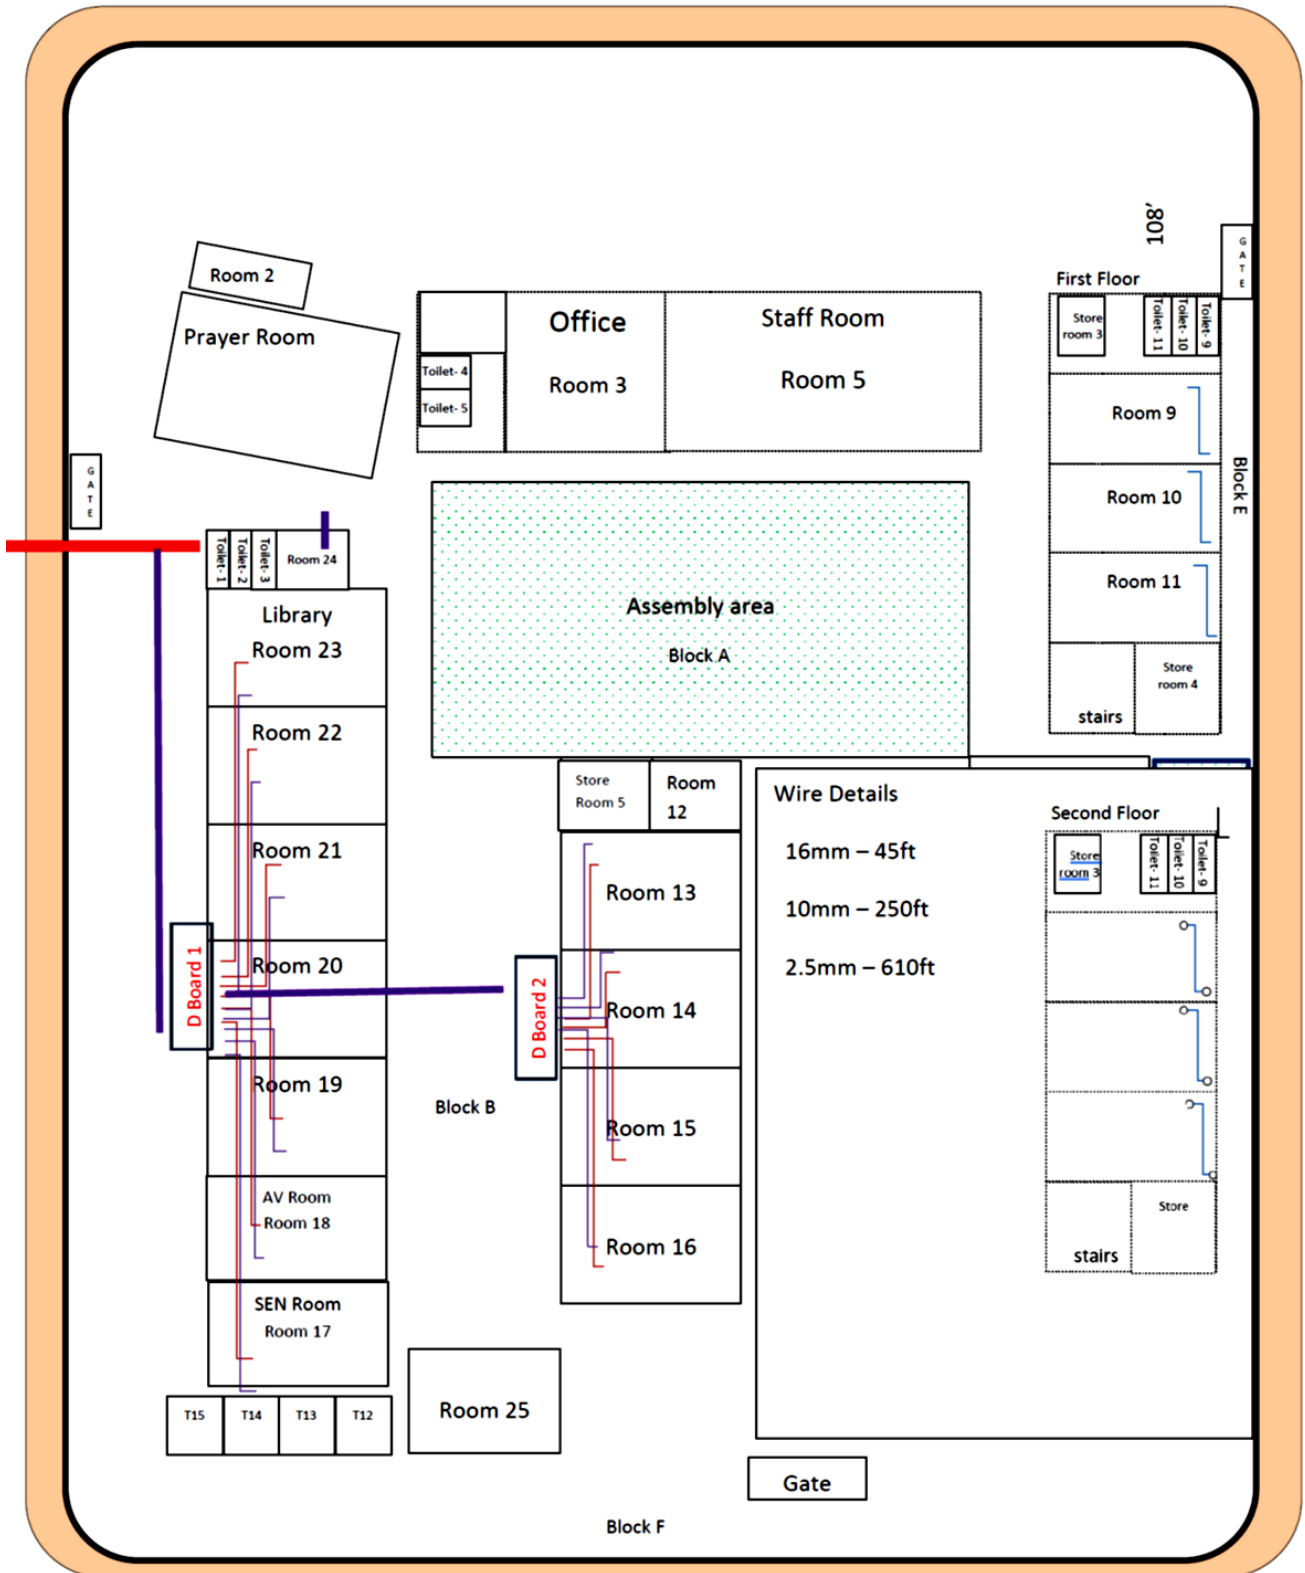 108'
GATE
First Floor
Room 2
Prayer Room
Office
Room 3
Staff Room
Room 5
Toilet- 4
Toilet- 5
Store
room 3
Toilet- 11
Toilet- 10
Toilet- 9
Room 9
Room 10
Room 11
Block E
Store
room 4
stairs
GATE
Toilet- 1
Toilet- 2
Toilet- 3
Room 24
Library
Room 23
Room 22
Room 21
Room 20
D Board 1
Room 19
AV Room
Room 18
SEN Room
Room 17
T15
T14
T13
T12
Assembly area
Block A
Store
Room 5
Room
12
Room 13
Room 14
D Board 2
Room 15
Room 16
Block B
Room 25
Wire Details
16mm – 45ft
10mm – 250ft
2.5mm – 610ft
Second Floor
Store
room 3
Toilet- 11
Toilet- 10
Toilet- 9
Store
stairs
Gate
Block F